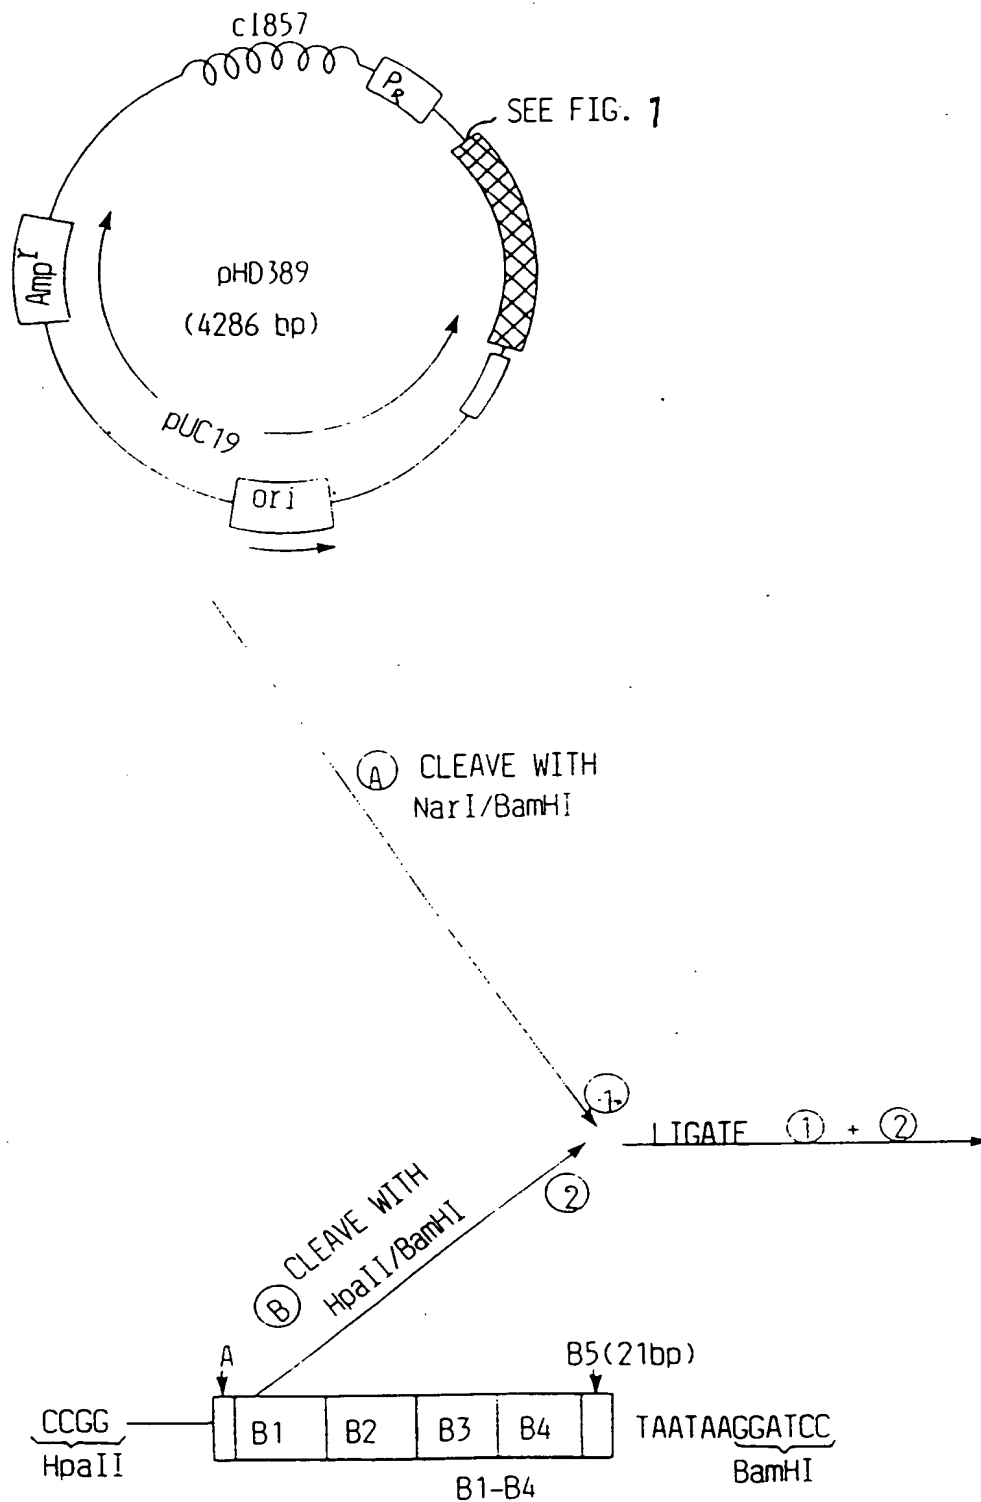 cI857
PR
SEE FIG. 1
Ampr
pHD389
(4286 bp)
pUC19
ori
A CLEAVE WITH
NarI/BamHI
1
LIGATE 1 + 2
2
B CLEAVE WITH
HpaII/BamHI
A
B5(21bp)
CCGG
B1 B2 B3 B4
TAATAAGGATCC
HpaII
BamHI
B1-B4